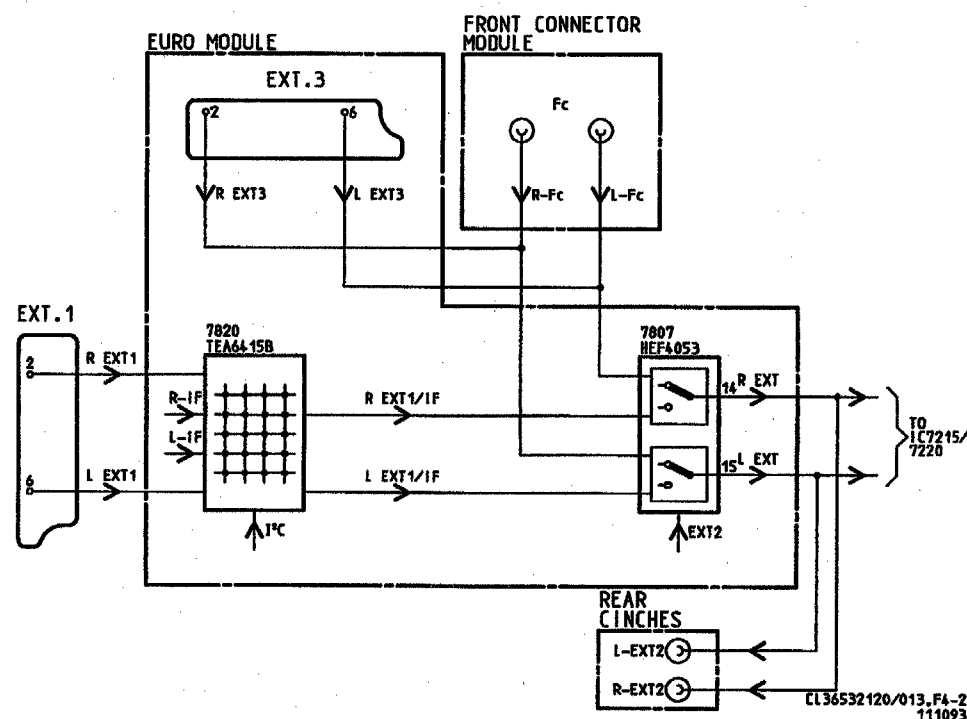 FRONT CONNECTOR
MODULE
EURO MODULE
EXT.3
Fc
2
6
R EXT3
L EXT3
R-Fc
L-Fc
EXT.1
7820
TEA6415B
7807
HEF4053
2
R EXT1
R-IF
R EXT1/IF
14
R EXT
L-IF
TO
IC7215/
7220
6
L EXT1
L EXT1/IF
15
L EXT
I²C
EXT2
REAR
CINCHES
L-EXT2
R-EXT2
CL36532120/013.F4-2
111093